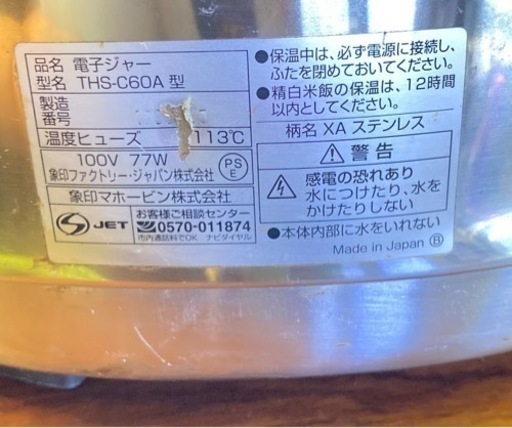 品名 電子ジャー
型名 THS-C60A 型
製造
番号
温度ヒューズ 113℃
100V 77W
PS
E
象印ファクトリー・ジャパン株式会社
象印マホービン株式会社
JET
お客様ご相談センター
0570-011874
市内通話料でOK ナビダイヤル
●保温中は、必ず電源に接続し、
ふたを閉めておいてください。
●精白米飯の保温は、12時間
以内としてください。
柄名 XA ステンレス
警告
感電の恐れあり
水につけたり、水を
かけたりしない
●本体内部に水をいれない
Made in Japan Ⓑ